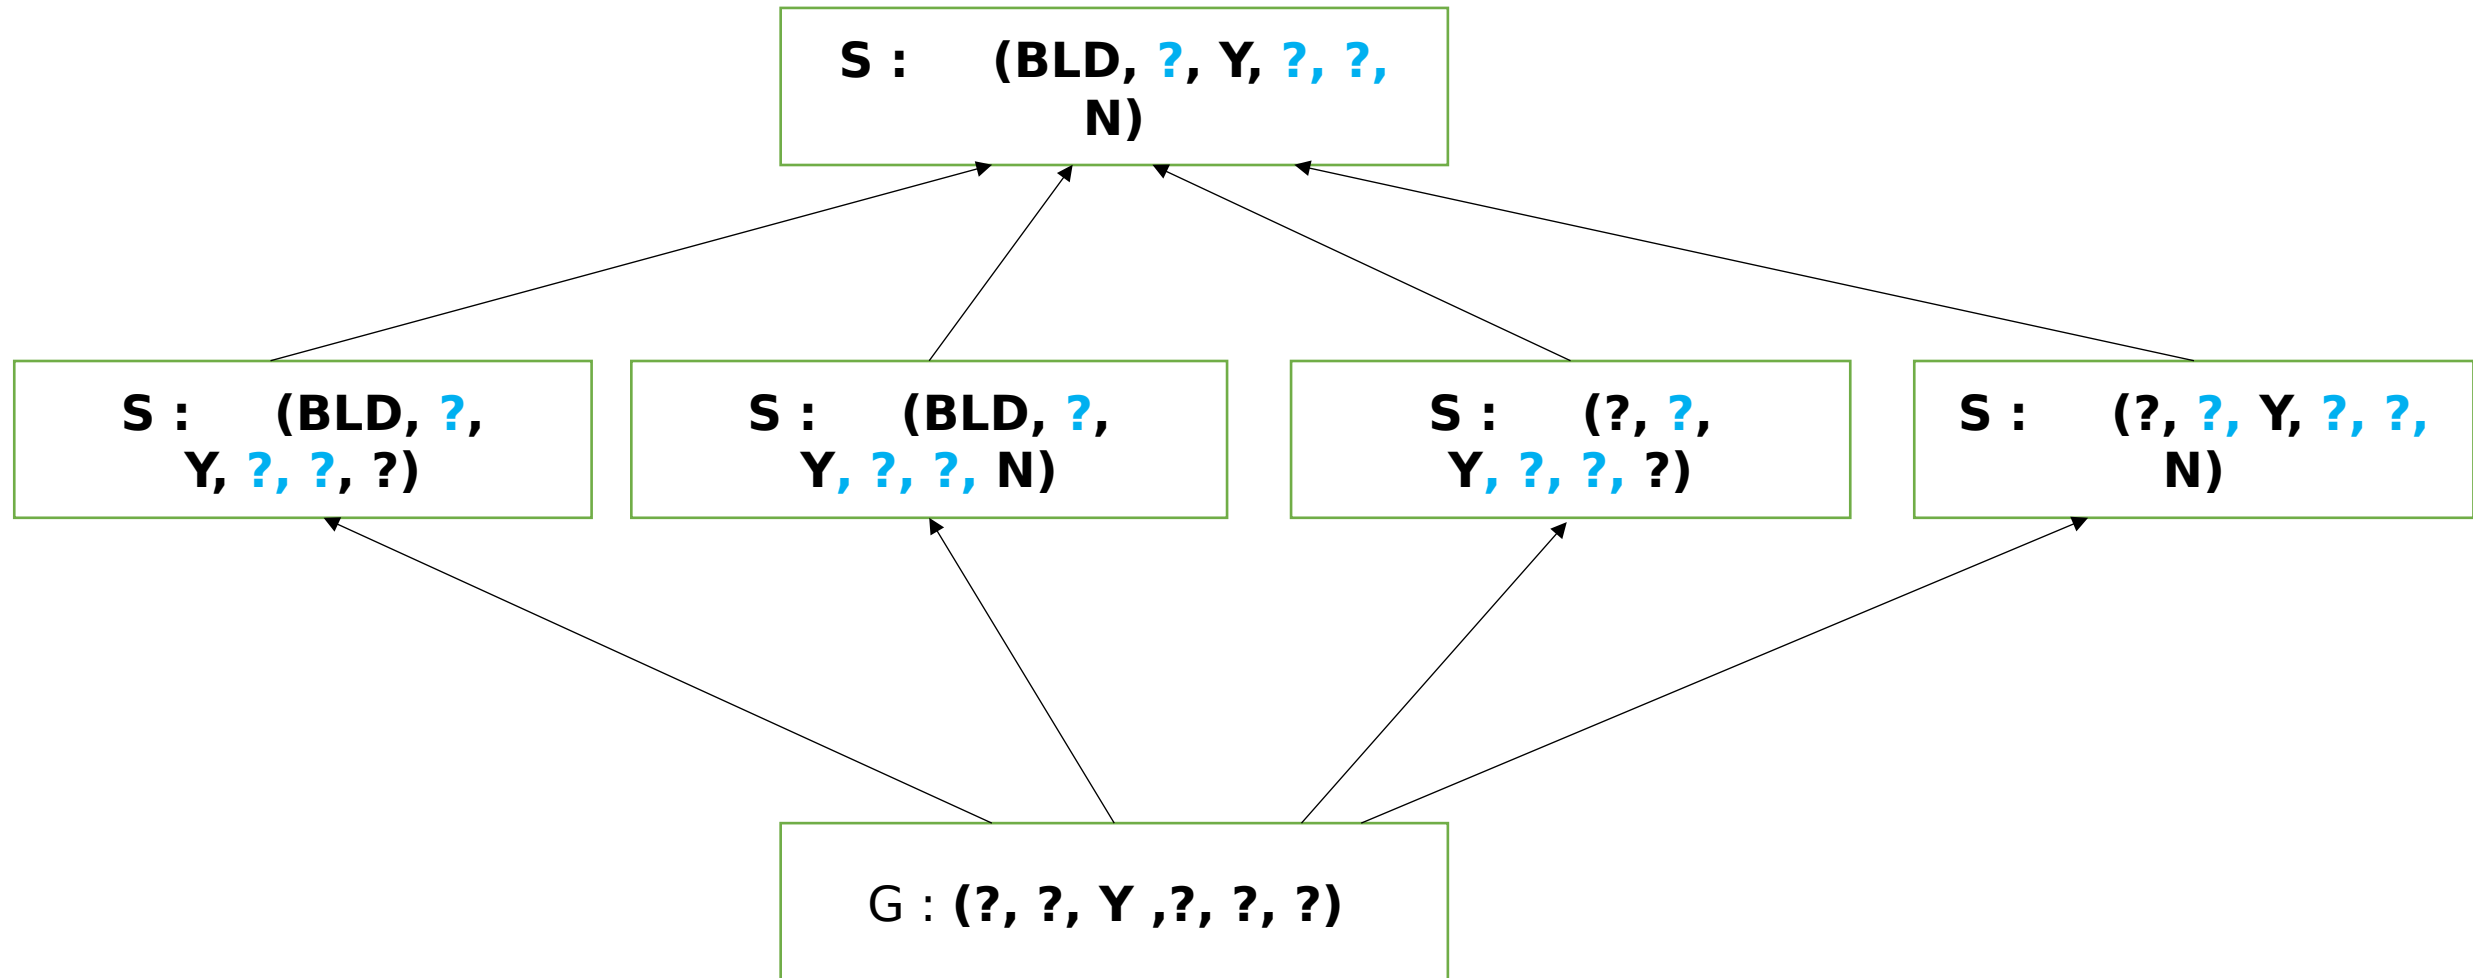 S : (BLD, ?, Y, ?, ?,
N)
S : (BLD, ?,
Y, ?, ?, ?)
S : (BLD, ?,
Y, ?, ?, N)
S : (?, ?,
Y, ?, ?, ?)
S : (?, ?, Y, ?, ?,
N)
G : (?, ?, Y ,?, ?, ?)